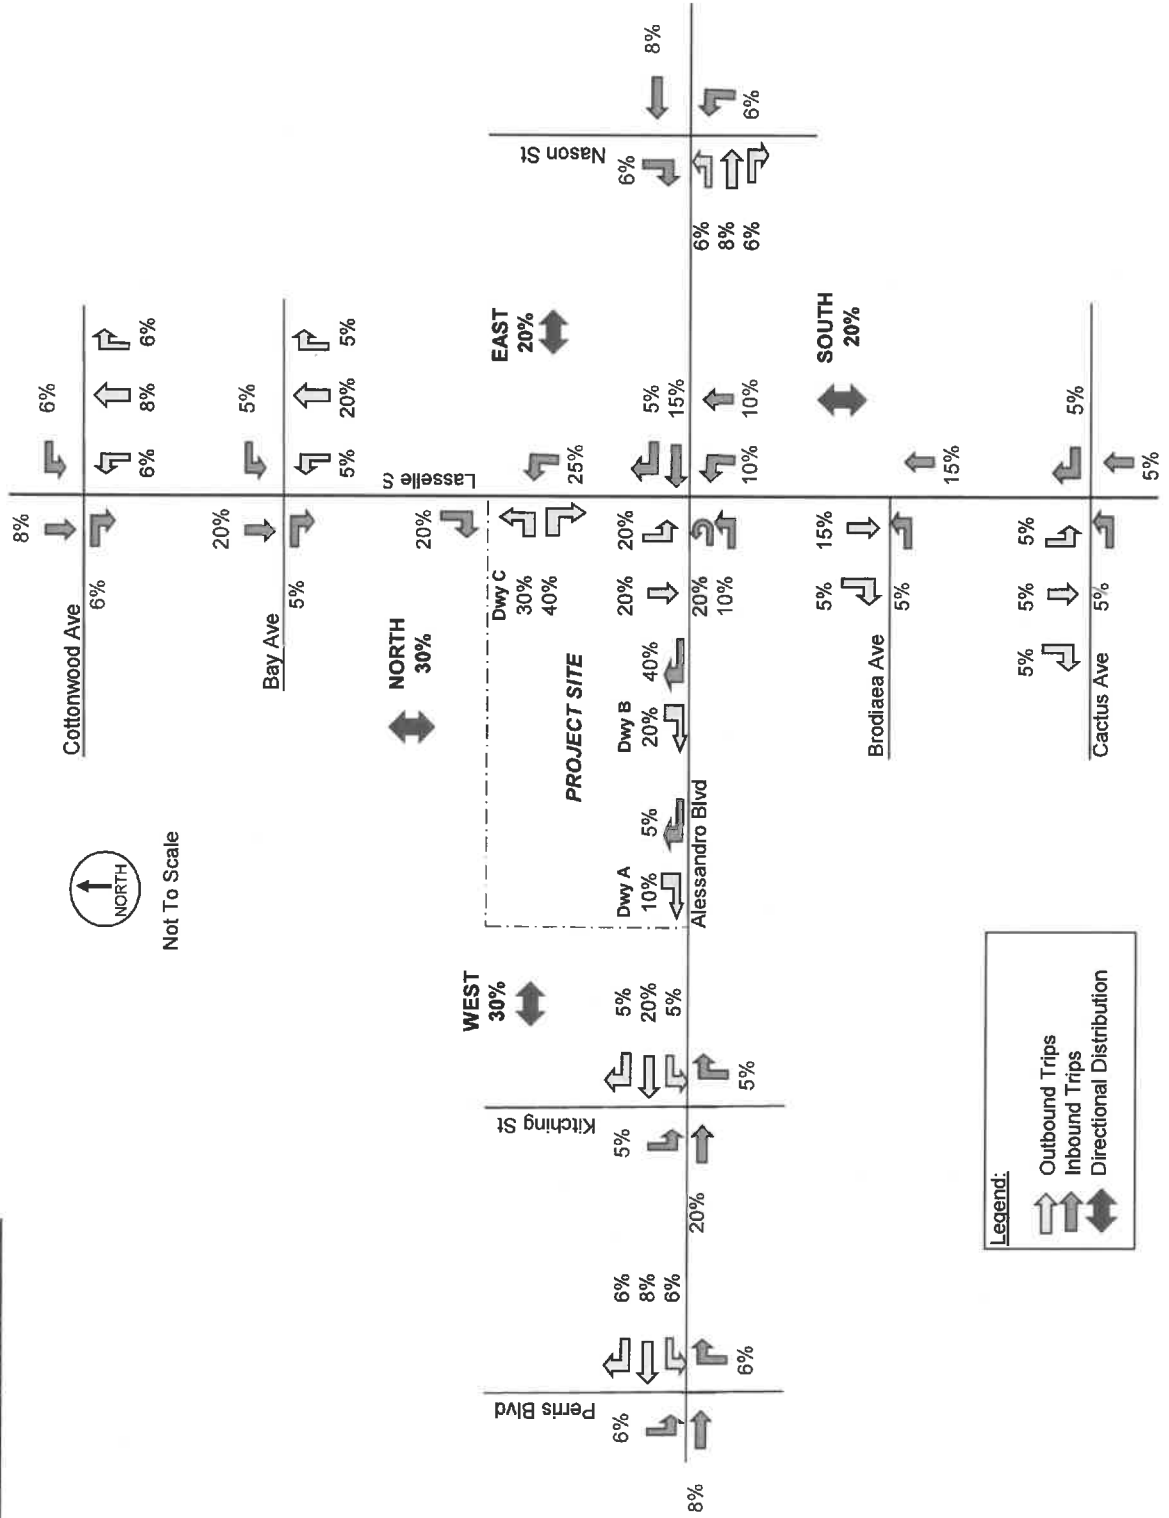 8%
6%
6%
8%
6%
6%
Cottonwood Ave
6%
20%
5%
5%
20%
5%
Bay Ave
5%
NORTH
Not To Scale
NORTH
30%
Lasselle S
20%
25%
EAST
20%
WEST
30%
PROJECT SITE
Dwy C
30%
40%
Nason St
6%
8%
6%
6%
8%
6%
Perris Blvd
6%
8%
6%
8%
6%
6%
Kitching St
5%
20%
5%
20%
5%
5%
Dwy A
10%
5%
Dwy B
20%
40%
Alessandro Blvd
20%
20%
20%
10%
5%
15%
10%
10%
SOUTH
20%
5%
15%
Brodiaea Ave
5%
15%
5%
5%
5%
Cactus Ave
5%
5%
5%
Legend:
Outbound Trips
Inbound Trips
Directional Distribution